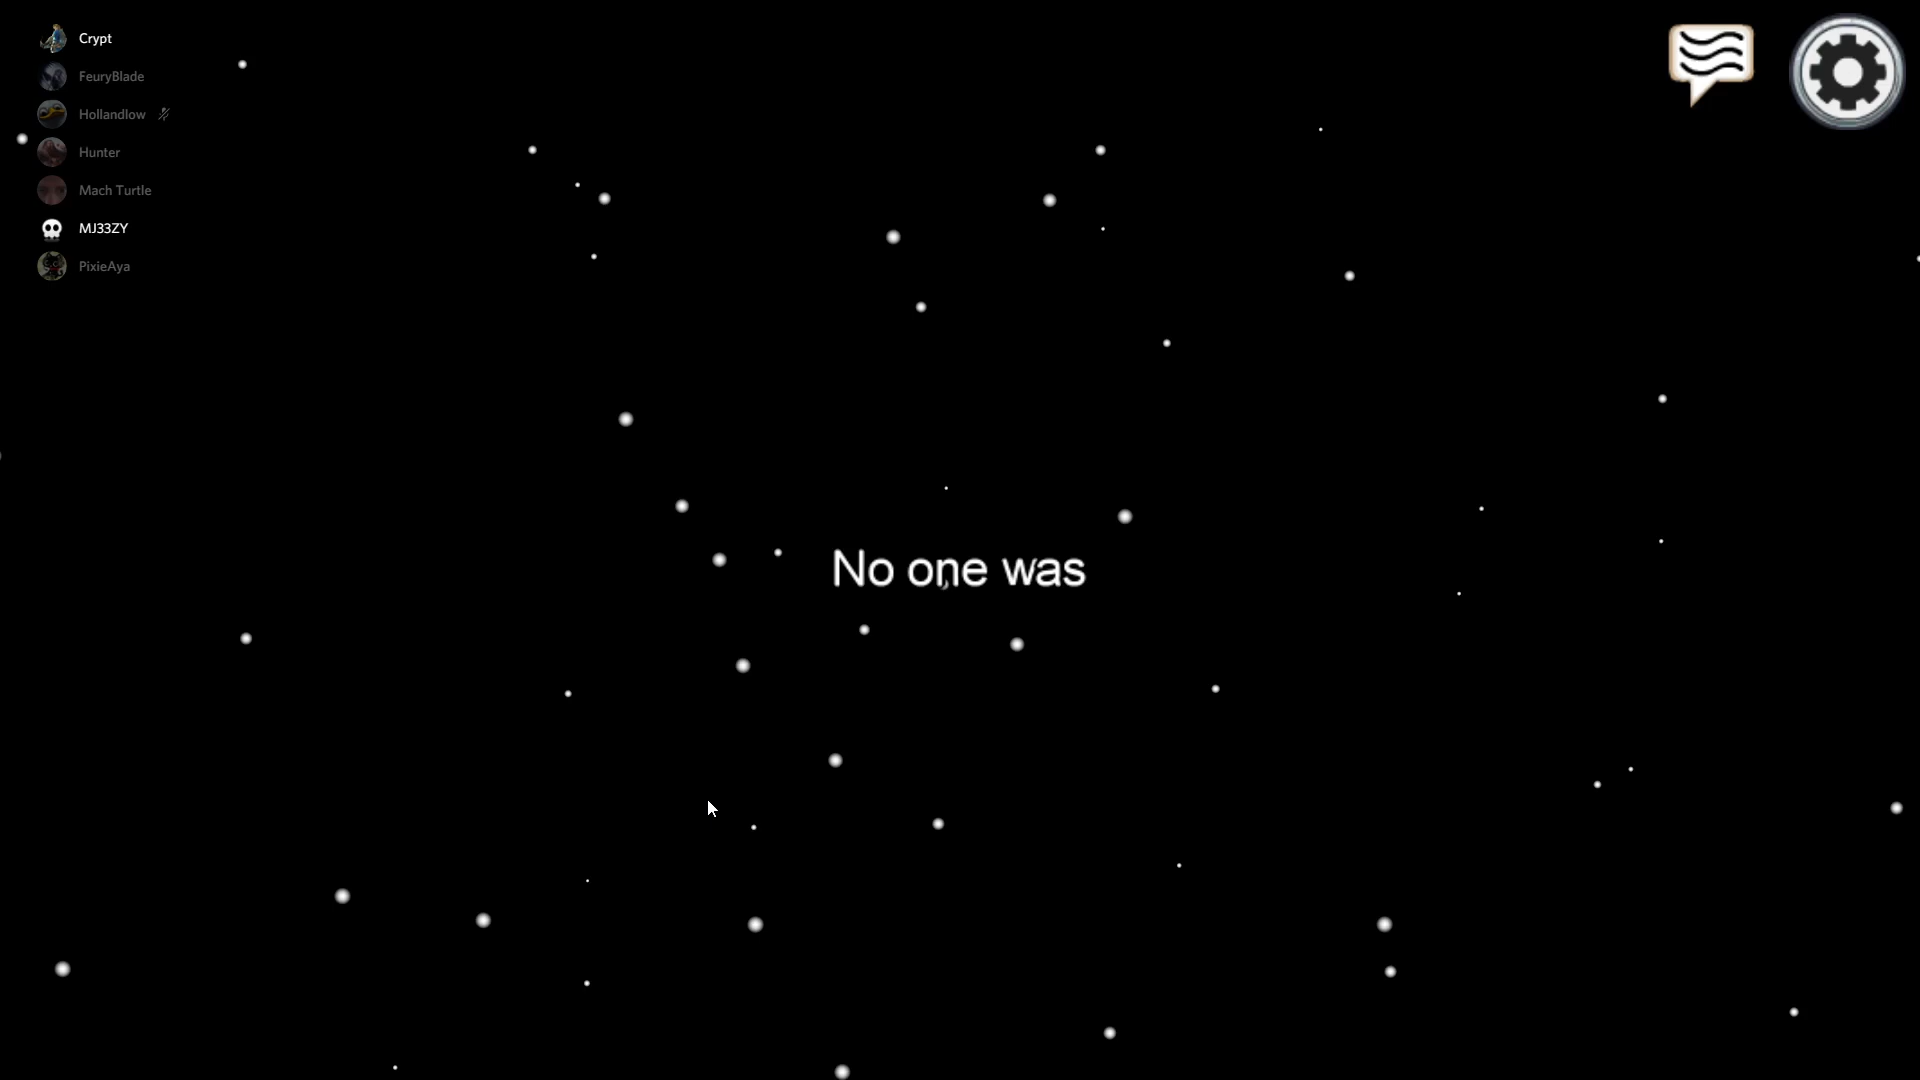 Crypt
FeuryBlade
Hollandlow
Hunter
Mach Turtle
MJ33ZY
PixieAya
No one was